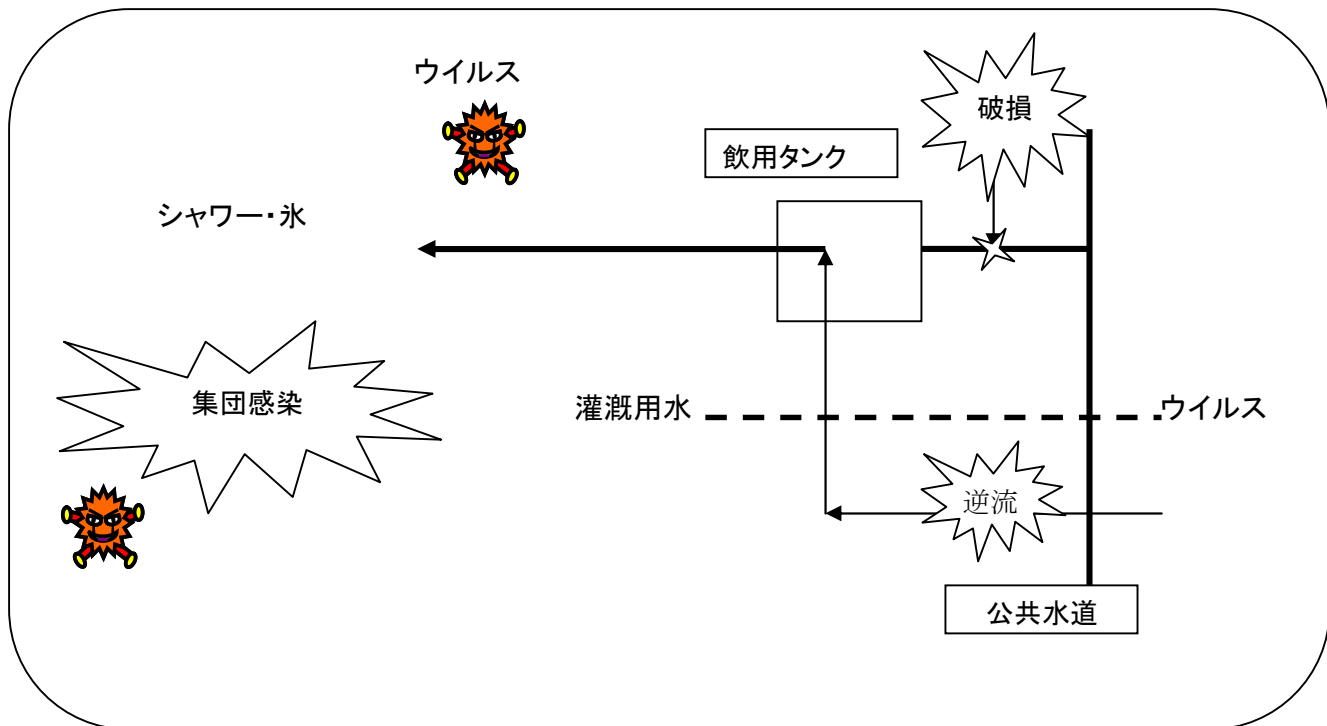 ウイルス
破損
飲用タンク
シャワー・氷
集団感染
灌漑用水
ウイルス
逆流
公共水道